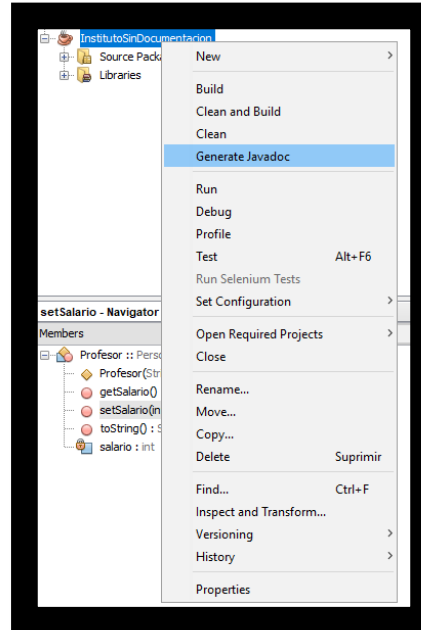 InstitutoSinDocumentacion
Source Packa
Libraries
New
Build
Clean and Build
Clean
Generate Javadoc
Run
Debug
Profile
Test Alt+F6
Run Selenium Tests
Set Configuration
Open Required Projects
Close
Rename...
Move...
Copy...
Delete Suprimir
Find... Ctrl+F
Inspect and Transform...
Versioning
History
Properties
setSalario - Navigator
Members
Profesor :: Perso
Profesor(Str
getSalario()
setSalario(in
toString() : S
salario : int